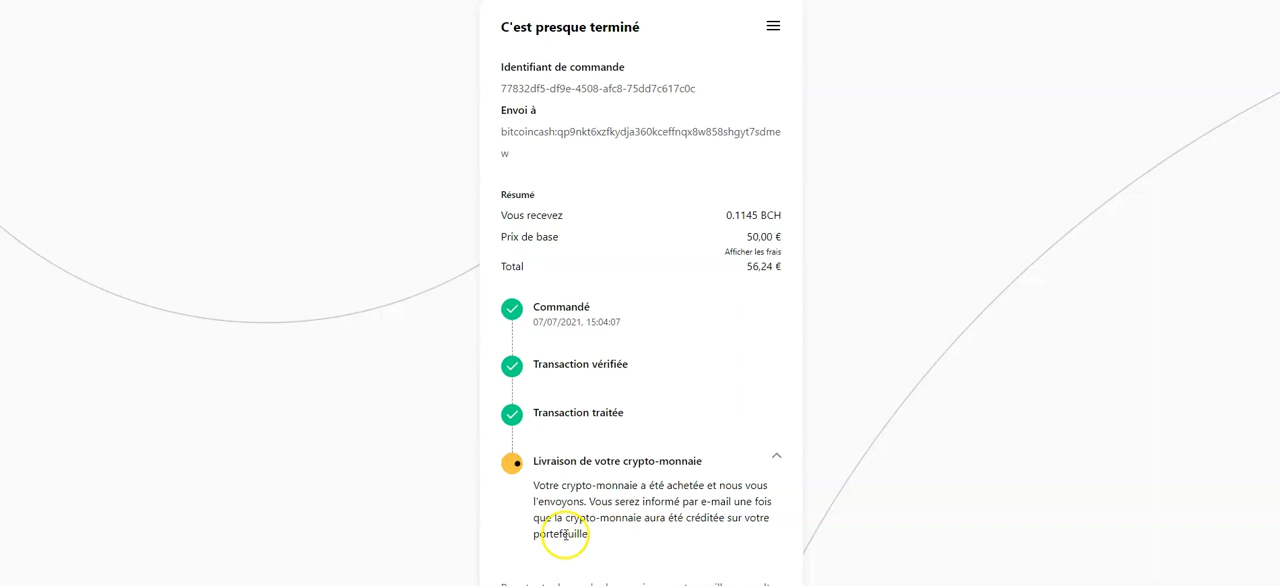 C'est presque terminé
Identifiant de commande
77832df5-df9e-4508-afc8-75dd7c617c0c
Envoi à
bitcoincash:qp9nkt6xzfkydja360kceffnqx8w858shgyt7sdme
w
Résumé
Vous recevez 0.1145 BCH
Prix de base 50,00 €
Afficher les frais
Total 56,24 €
Commandé
07/07/2021, 15:04:07
Transaction vérifiée
Transaction traitée
Livraison de votre crypto-monnaie
Votre crypto-monnaie a été achetée et nous vous
l'envoyons. Vous serez informé par e-mail une fois
que la crypto-monnaie aura été créditée sur votre
portefeuille